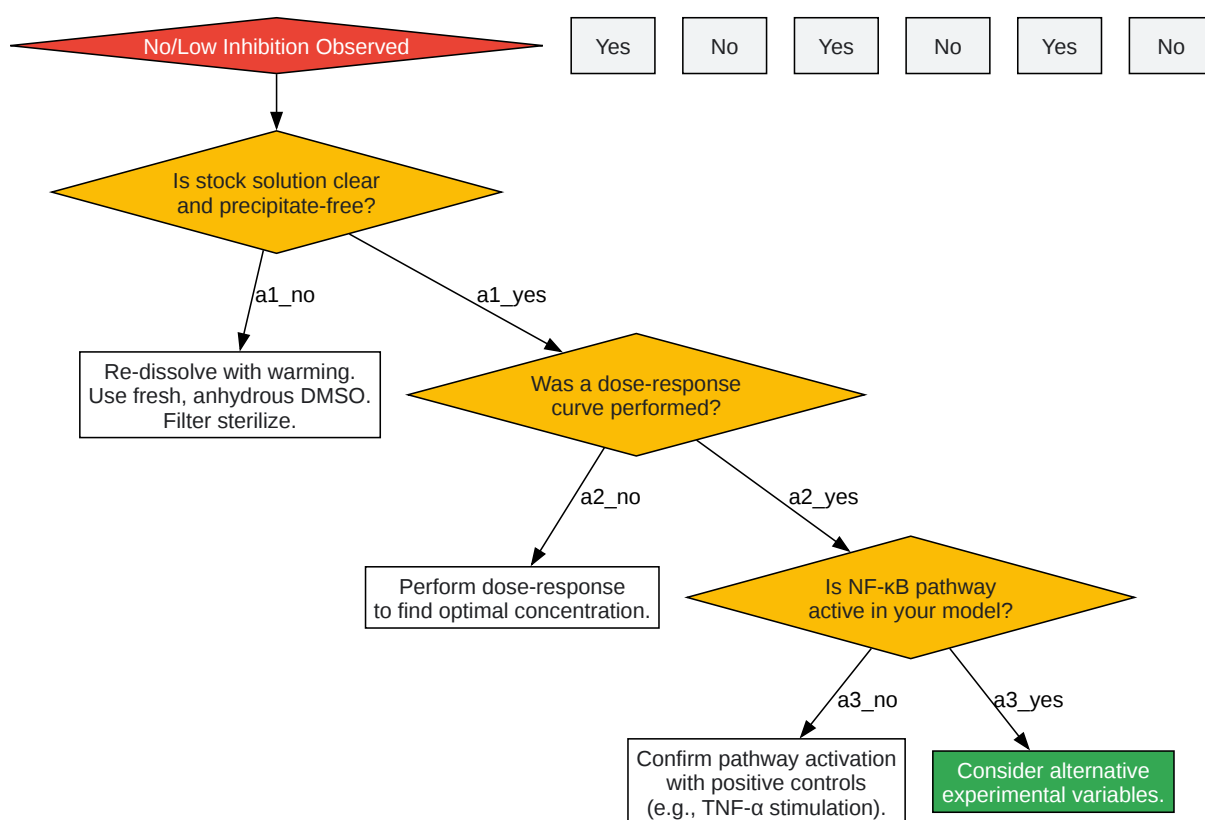 No/Low Inhibition Observed
Yes
No
Yes
No
Yes
No
Is stock solution clear
and precipitate-free?
a1_no
a1_yes
Re-dissolve with warming.
Use fresh, anhydrous DMSO.
Filter sterilize.
Was a dose-response
curve performed?
a2_no
a2_yes
Perform dose-response
to find optimal concentration.
Is NF-κB pathway
active in your model?
a3_no
a3_yes
Confirm pathway activation
with positive controls
(e.g., TNF-α stimulation).
Consider alternative
experimental variables.